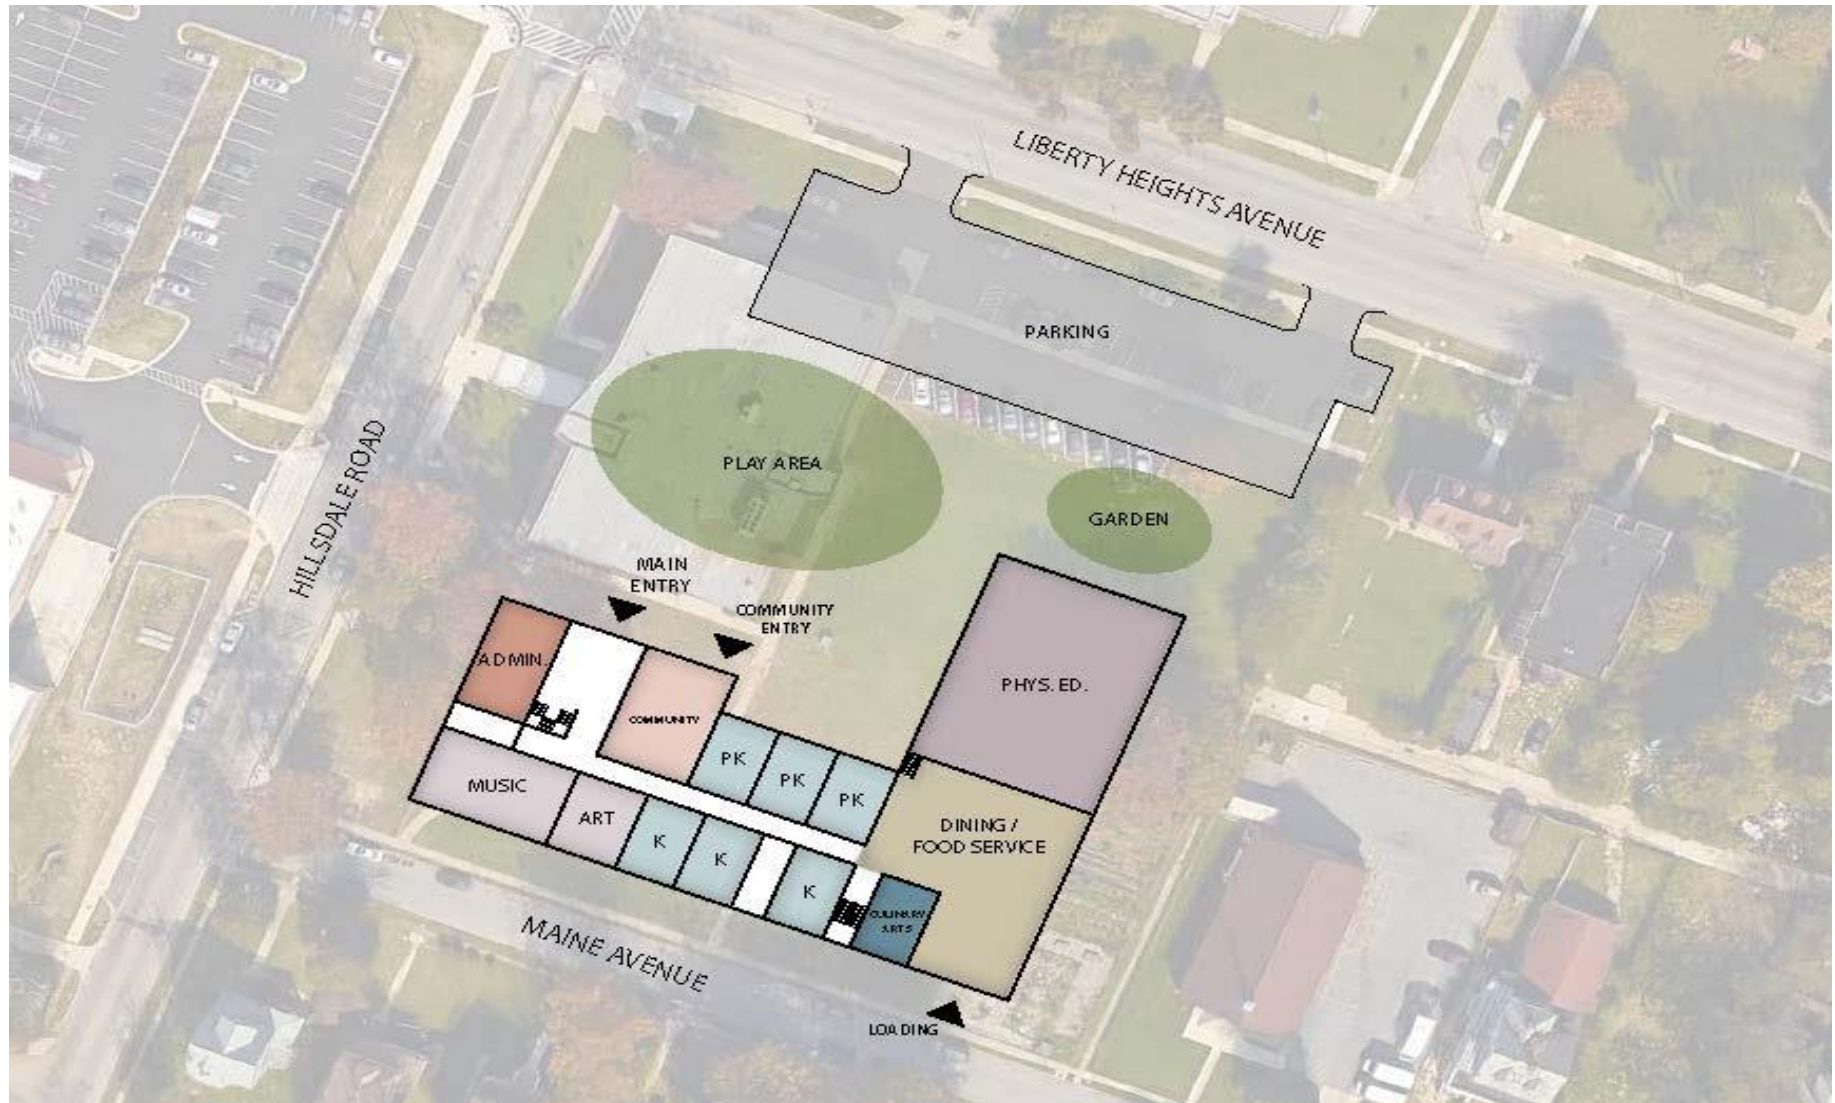 LIBERTY HEIGHTS AVENUE
PARKING
HILLSDALE ROAD
PLAY AREA
GARDEN
MAIN
ENTRY
COMMUNITY
ENTRY
ADMIN.
COMMUNITY
PHYS. ED.
PK
PK
PK
MUSIC
ART
K
K
K
DINING /
FOOD SERVICE
CULINARY
ARTS
MAINE AVENUE
LOADING